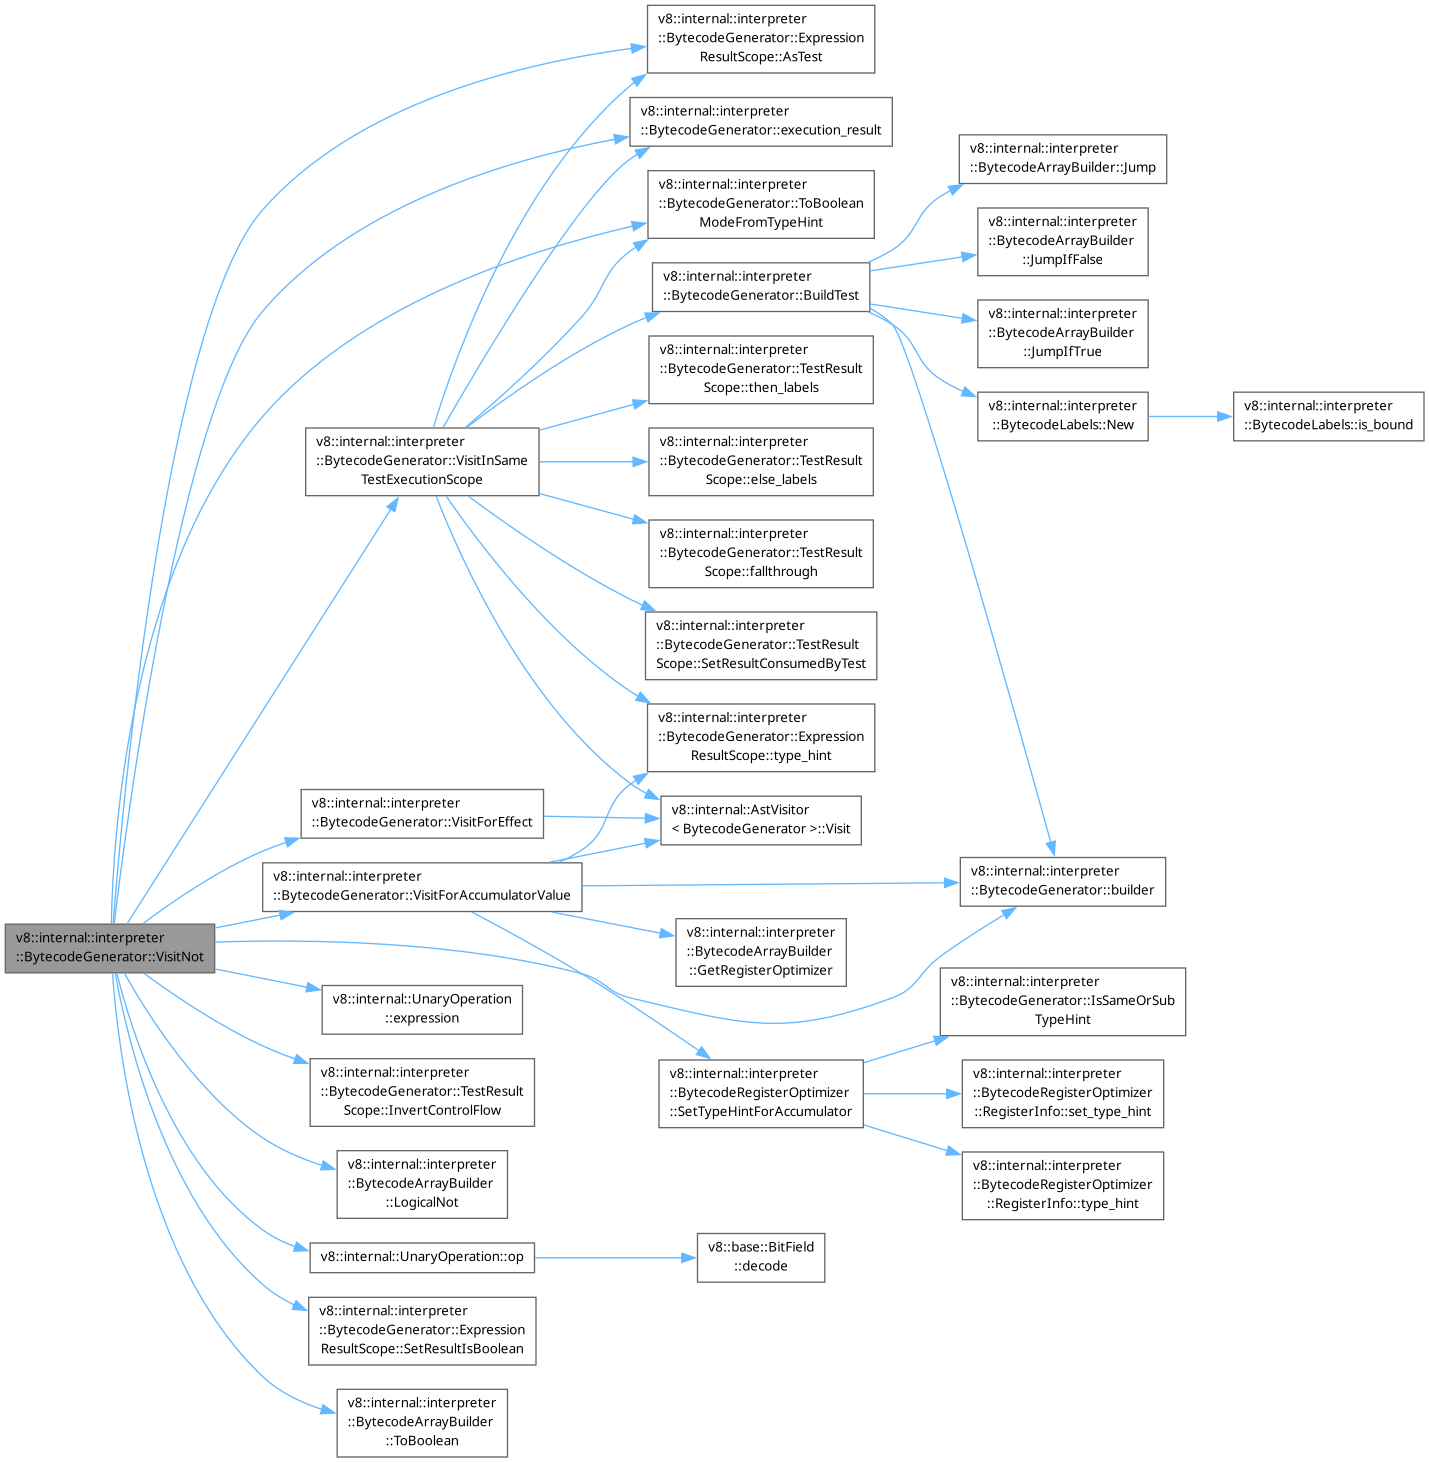 v8::internal::interpreter
::BytecodeGenerator::Expression
ResultScope::AsTest
v8::internal::interpreter
::BytecodeGenerator::execution_result
v8::internal::interpreter
::BytecodeArrayBuilder::Jump
v8::internal::interpreter
::BytecodeGenerator::ToBoolean
ModeFromTypeHint
v8::internal::interpreter
::BytecodeArrayBuilder
::JumpIfFalse
v8::internal::interpreter
::BytecodeGenerator::BuildTest
v8::internal::interpreter
::BytecodeArrayBuilder
::JumpIfTrue
v8::internal::interpreter
::BytecodeGenerator::TestResult
Scope::then_labels
v8::internal::interpreter
::BytecodeLabels::New
v8::internal::interpreter
::BytecodeLabels::is_bound
v8::internal::interpreter
::BytecodeGenerator::VisitInSame
TestExecutionScope
v8::internal::interpreter
::BytecodeGenerator::TestResult
Scope::else_labels
v8::internal::interpreter
::BytecodeGenerator::TestResult
Scope::fallthrough
v8::internal::interpreter
::BytecodeGenerator::TestResult
Scope::SetResultConsumedByTest
v8::internal::interpreter
::BytecodeGenerator::Expression
ResultScope::type_hint
v8::internal::interpreter
::BytecodeGenerator::VisitForEffect
v8::internal::AstVisitor
< BytecodeGenerator >::Visit
v8::internal::interpreter
::BytecodeGenerator::VisitForAccumulatorValue
v8::internal::interpreter
::BytecodeGenerator::builder
v8::internal::interpreter
::BytecodeGenerator::VisitNot
v8::internal::interpreter
::BytecodeArrayBuilder
::GetRegisterOptimizer
v8::internal::UnaryOperation
::expression
v8::internal::interpreter
::BytecodeGenerator::IsSameOrSub
TypeHint
v8::internal::interpreter
::BytecodeGenerator::TestResult
Scope::InvertControlFlow
v8::internal::interpreter
::BytecodeRegisterOptimizer
::SetTypeHintForAccumulator
v8::internal::interpreter
::BytecodeRegisterOptimizer
::RegisterInfo::set_type_hint
v8::internal::interpreter
::BytecodeArrayBuilder
::LogicalNot
v8::internal::interpreter
::BytecodeRegisterOptimizer
::RegisterInfo::type_hint
v8::internal::UnaryOperation::op
v8::base::BitField
::decode
v8::internal::interpreter
::BytecodeGenerator::Expression
ResultScope::SetResultIsBoolean
v8::internal::interpreter
::BytecodeArrayBuilder
::ToBoolean